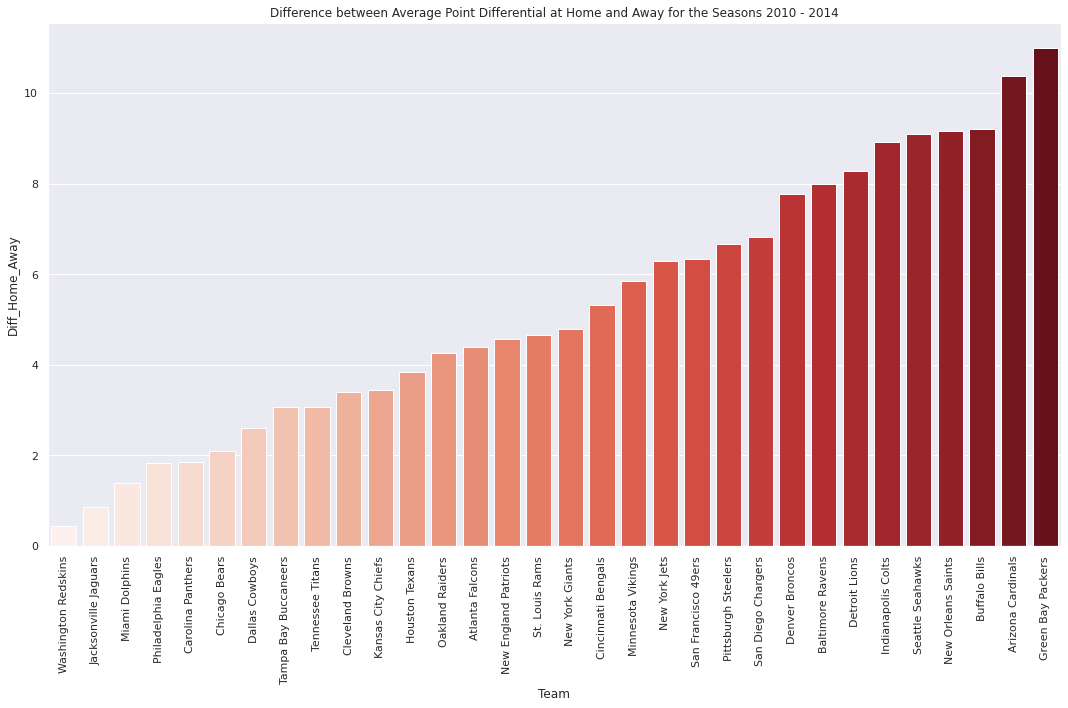 Difference between Average Point Differential at Home and Away for the Seasons 2010 - 2014
Diff_Home_Away
10
8
6
4
2
0
Washington Redskins
Jacksonville Jaguars
Miami Dolphins
Philadelphia Eagles
Carolina Panthers
Chicago Bears
Dallas Cowboys
Tampa Bay Buccaneers
Tennessee Titans
Cleveland Browns
Kansas City Chiefs
Houston Texans
Oakland Raiders
Atlanta Falcons
New England Patriots
St. Louis Rams
New York Giants
Cincinnati Bengals
Minnesota Vikings
New York Jets
San Francisco 49ers
Pittsburgh Steelers
San Diego Chargers
Denver Broncos
Baltimore Ravens
Detroit Lions
Indianapolis Colts
Seattle Seahawks
New Orleans Saints
Buffalo Bills
Arizona Cardinals
Green Bay Packers
Team